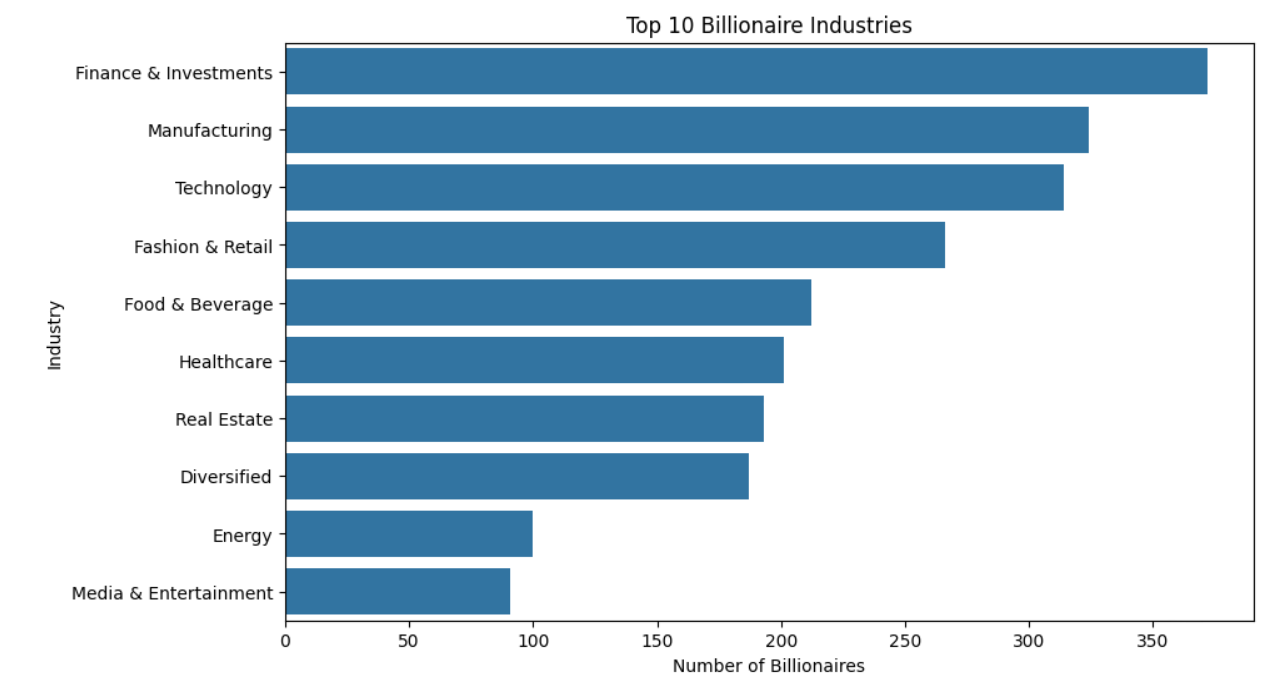 Top 10 Billionaire Industries
Industry
Finance & Investments
Manufacturing
Technology
Fashion & Retail
Food & Beverage
Healthcare
Real Estate
Diversified
Energy
Media & Entertainment
0 50 100 150 200 250 300 350
Number of Billionaires